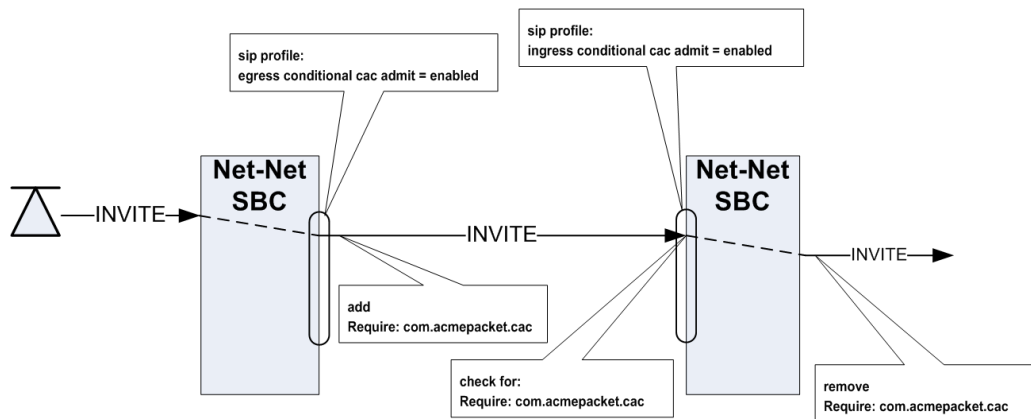 sip profile:
egress conditional cac admit = enabled
sip profile:
ingress conditional cac admit = enabled
Net-Net
SBC
Net-Net
SBC
INVITE
INVITE
INVITE
add
Require: com.acmepacket.cac
check for:
Require: com.acmepacket.cac
remove
Require: com.acmepacket.cac